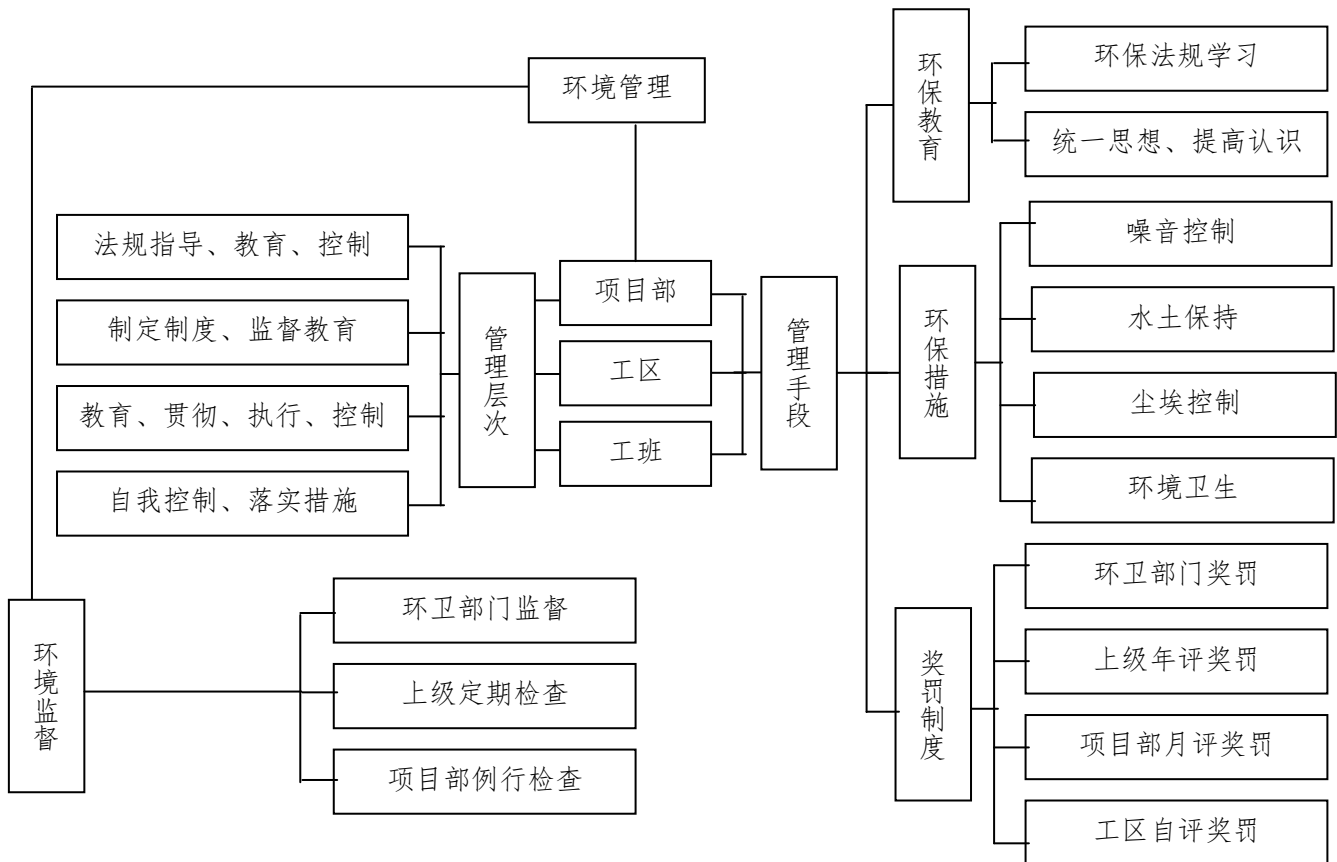 环境管理
法规指导、教育、控制
制定制度、监督教育
教育、贯彻、执行、控制
自我控制、落实措施
管理层次
项目部
工区
工班
管理手段
环保教育
环保法规学习
统一思想、提高认识
环保措施
噪音控制
水土保持
尘埃控制
环境卫生
奖罚制度
环卫部门奖罚
上级年评奖罚
项目部月评奖罚
工区自评奖罚
环境监督
环卫部门监督
上级定期检查
项目部例行检查